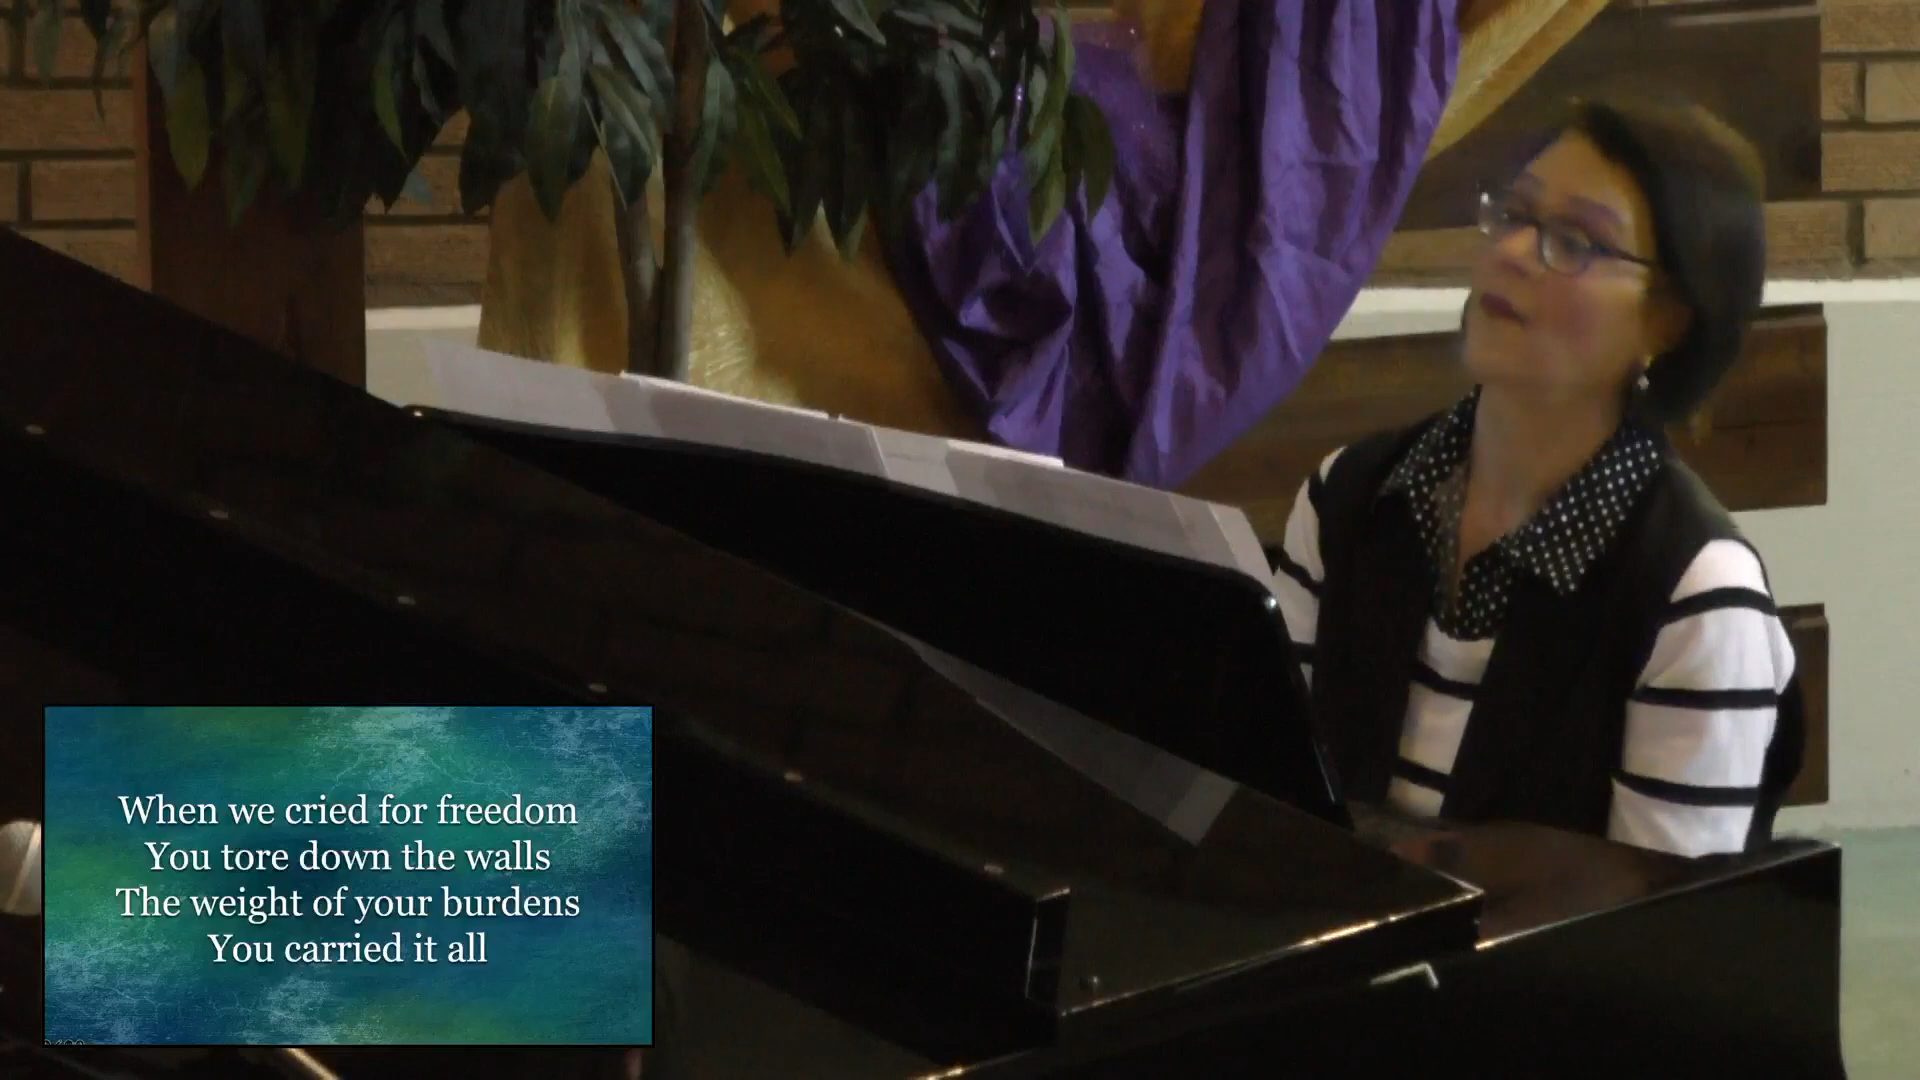 When we cried for freedom
You tore down the walls
The weight of your burdens
You carried it all